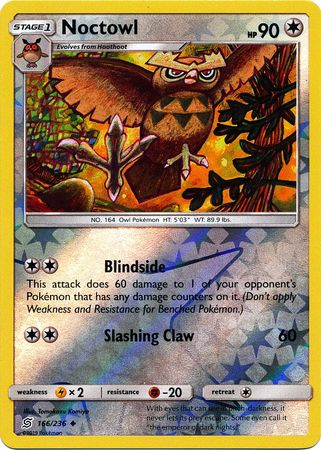 STAGE 1 Noctowl HP 90
Evolves from Hoothoot
NO. 164 Owl Pokémon HT: 5'03" WT: 89.9 lbs.
Blindside
This attack does 60 damage to 1 of your opponent's
Pokémon that has any damage counters on it. (Don't apply
Weakness and Resistance for Benched Pokémon.)
Slashing Claw 60
weakness ×2 resistance -20 retreat
Illus. Tomokazu Komiya
166/236
©2019 Pokémon
With eyes that can see in pitch-darkness, it
never lets its prey escape. Some even call it
"the emperor of dark nights."